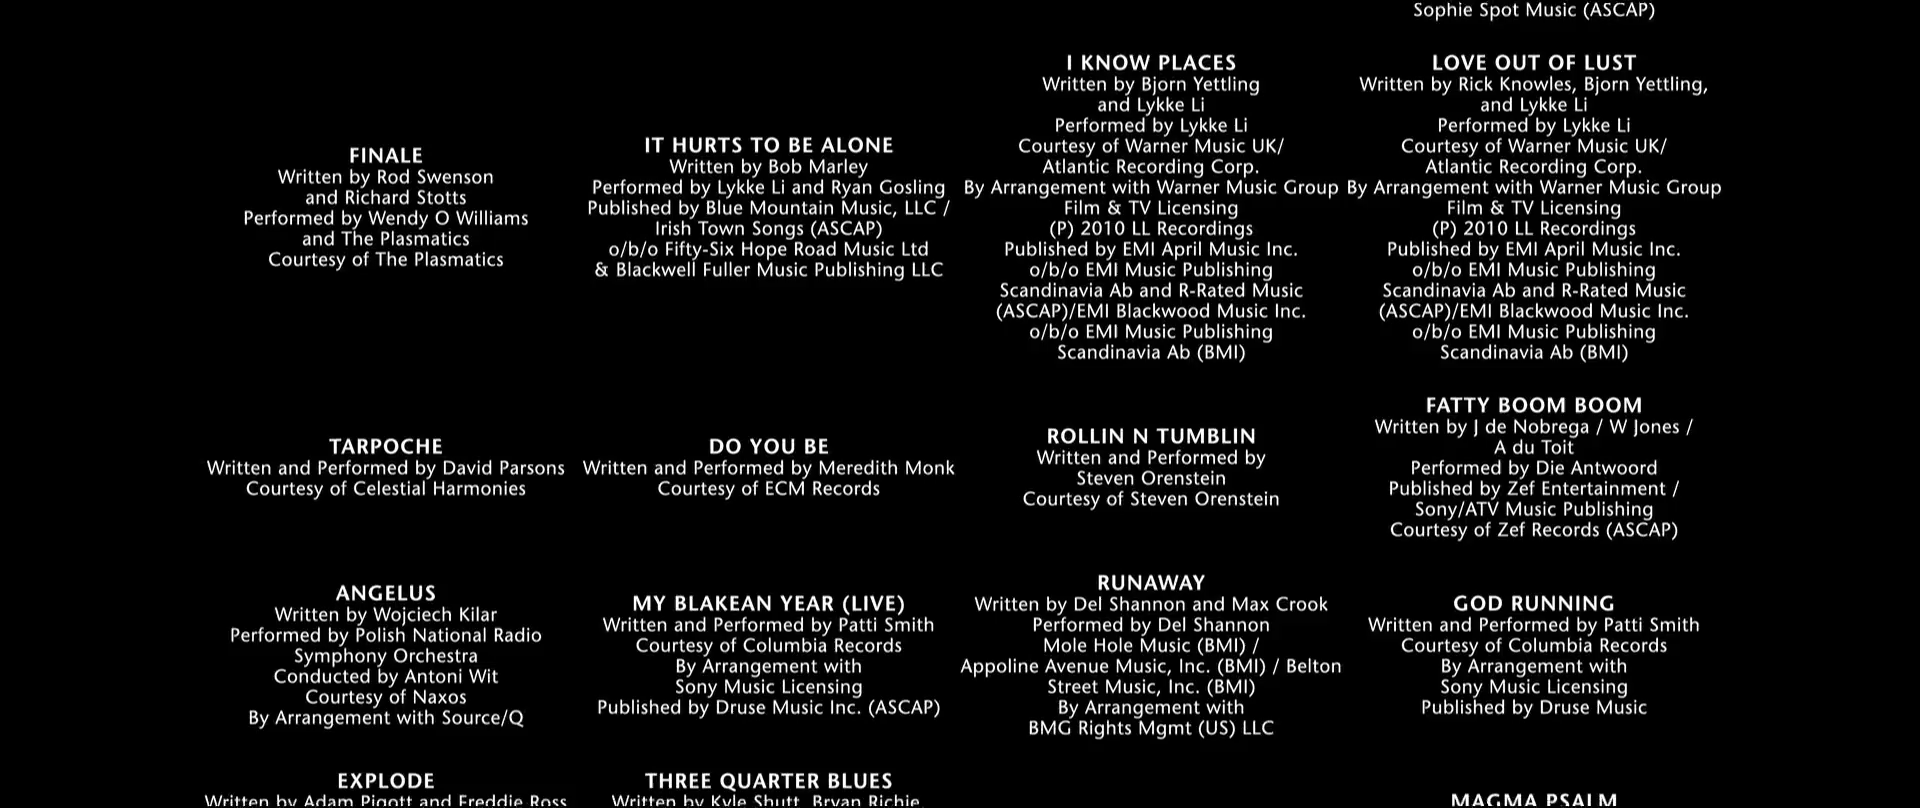 Sophie Spot Music (ASCAP)
FINALE
Written by Rod Swenson
and Richard Stotts
Performed by Wendy O Williams
and The Plasmatics
Courtesy of The Plasmatics
IT HURTS TO BE ALONE
Written by Bob Marley
Performed by Lykke Li and Ryan Gosling
Published by Blue Mountain Music, LLC /
Irish Town Songs (ASCAP)
o/b/o Fifty-Six Hope Road Music Ltd
& Blackwell Fuller Music Publishing LLC
I KNOW PLACES
Written by Bjorn Yettling
and Lykke Li
Performed by Lykke Li
Courtesy of Warner Music UK/
Atlantic Recording Corp.
By Arrangement with Warner Music Group
Film & TV Licensing
(P) 2010 LL Recordings
Published by EMI April Music Inc.
o/b/o EMI Music Publishing
Scandinavia Ab and R-Rated Music
(ASCAP)/EMI Blackwood Music Inc.
o/b/o EMI Music Publishing
Scandinavia Ab (BMI)
LOVE OUT OF LUST
Written by Rick Knowles, Bjorn Yettling,
and Lykke Li
Performed by Lykke Li
Courtesy of Warner Music UK/
Atlantic Recording Corp.
By Arrangement with Warner Music Group
Film & TV Licensing
(P) 2010 LL Recordings
Published by EMI April Music Inc.
o/b/o EMI Music Publishing
Scandinavia Ab and R-Rated Music
(ASCAP)/EMI Blackwood Music Inc.
o/b/o EMI Music Publishing
Scandinavia Ab (BMI)
TARPOCHE
Written and Performed by David Parsons
Courtesy of Celestial Harmonies
DO YOU BE
Written and Performed by Meredith Monk
Courtesy of ECM Records
ROLLIN N TUMBLIN
Written and Performed by
Steven Orenstein
Courtesy of Steven Orenstein
FATTY BOOM BOOM
Written by J de Nobrega / W Jones /
A du Toit
Performed by Die Antwoord
Published by Zef Entertainment /
Sony/ATV Music Publishing
Courtesy of Zef Records (ASCAP)
ANGELUS
Written by Wojciech Kilar
Performed by Polish National Radio
Symphony Orchestra
Conducted by Antoni Wit
Courtesy of Naxos
By Arrangement with Source/Q
MY BLAKEAN YEAR (LIVE)
Written and Performed by Patti Smith
Courtesy of Columbia Records
By Arrangement with
Sony Music Licensing
Published by Druse Music Inc. (ASCAP)
RUNAWAY
Written by Del Shannon and Max Crook
Performed by Del Shannon
Mole Hole Music (BMI) /
Appoline Avenue Music, Inc. (BMI) / Belton
Street Music, Inc. (BMI)
By Arrangement with
BMG Rights Mgmt (US) LLC
GOD RUNNING
Written and Performed by Patti Smith
Courtesy of Columbia Records
By Arrangement with
Sony Music Licensing
Published by Druse Music
EXPLODE
Written by Adam Pigott and Freddie Ross
THREE QUARTER BLUES
Written by Kyle Shutt, Bryan Richie
MAGMA PSALM